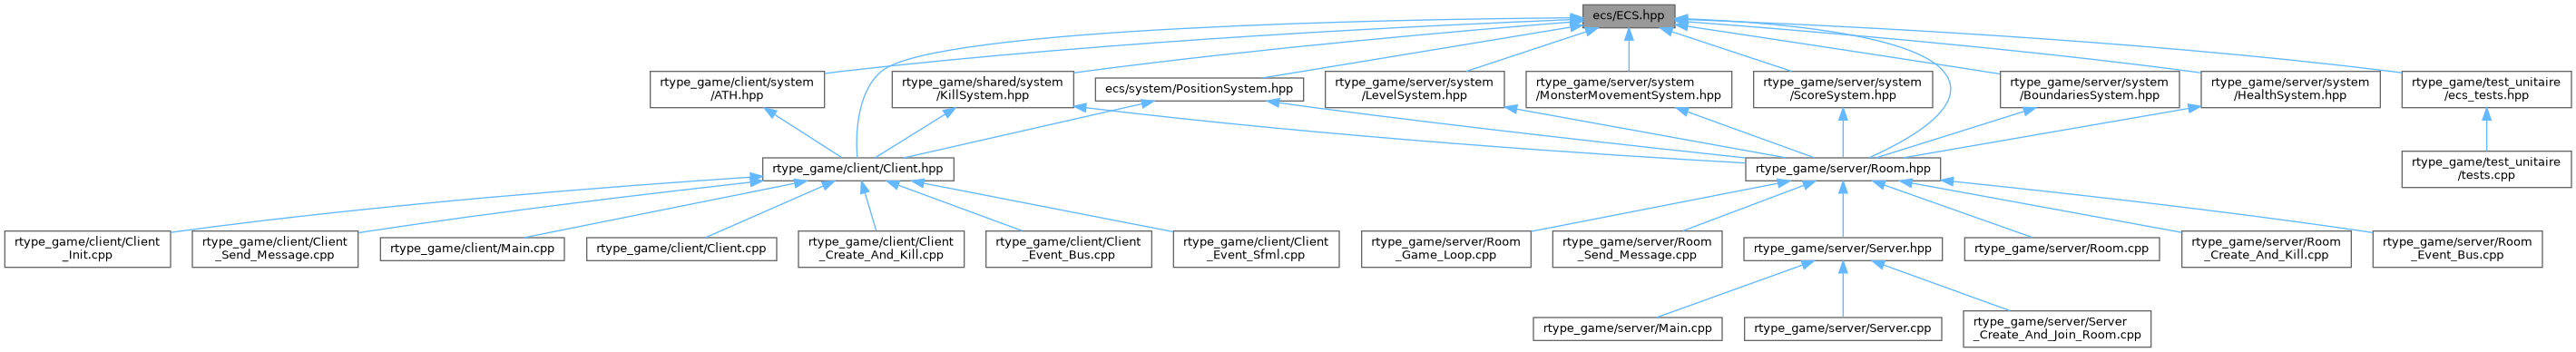 ecs/ECS.hpp
rtype_game/client/system
/ATH.hpp
rtype_game/shared/system
/KillSystem.hpp
ecs/system/PositionSystem.hpp
rtype_game/server/system
/LevelSystem.hpp
rtype_game/server/system
/MonsterMovementSystem.hpp
rtype_game/server/system
/ScoreSystem.hpp
rtype_game/server/system
/BoundariesSystem.hpp
rtype_game/server/system
/HealthSystem.hpp
rtype_game/test_unitaire
/ecs_tests.hpp
rtype_game/client/Client.hpp
rtype_game/server/Room.hpp
rtype_game/test_unitaire
/tests.cpp
rtype_game/client/Client
_Init.cpp
rtype_game/client/Client
_Send_Message.cpp
rtype_game/client/Main.cpp
rtype_game/client/Client.cpp
rtype_game/client/Client
_Create_And_Kill.cpp
rtype_game/client/Client
_Event_Bus.cpp
rtype_game/client/Client
_Event_Sfml.cpp
rtype_game/server/Room
_Game_Loop.cpp
rtype_game/server/Room
_Send_Message.cpp
rtype_game/server/Server.hpp
rtype_game/server/Room.cpp
rtype_game/server/Room
_Create_And_Kill.cpp
rtype_game/server/Room
_Event_Bus.cpp
rtype_game/server/Main.cpp
rtype_game/server/Server.cpp
rtype_game/server/Server
_Create_And_Join_Room.cpp